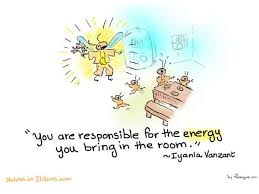 "You are responsible for the energy
you bring in the room."
~Iyanla Vanzant